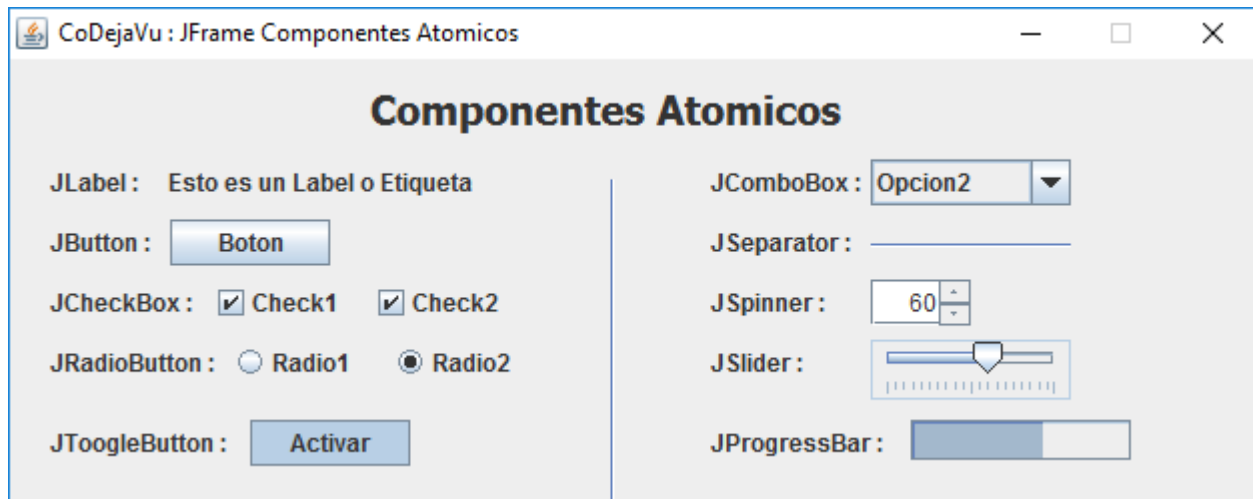 CoDejaVu : JFrame Componentes Atomicos
Componentes Atomicos
JLabel : Esto es un Label o Etiqueta
JButton : Boton
JCheckBox : Check1 Check2
JRadioButton : Radio1 Radio2
JToogleButton : Activar
JComboBox : Opcion2
JSeparator :
JSpinner : 60
JSlider :
JProgressBar :